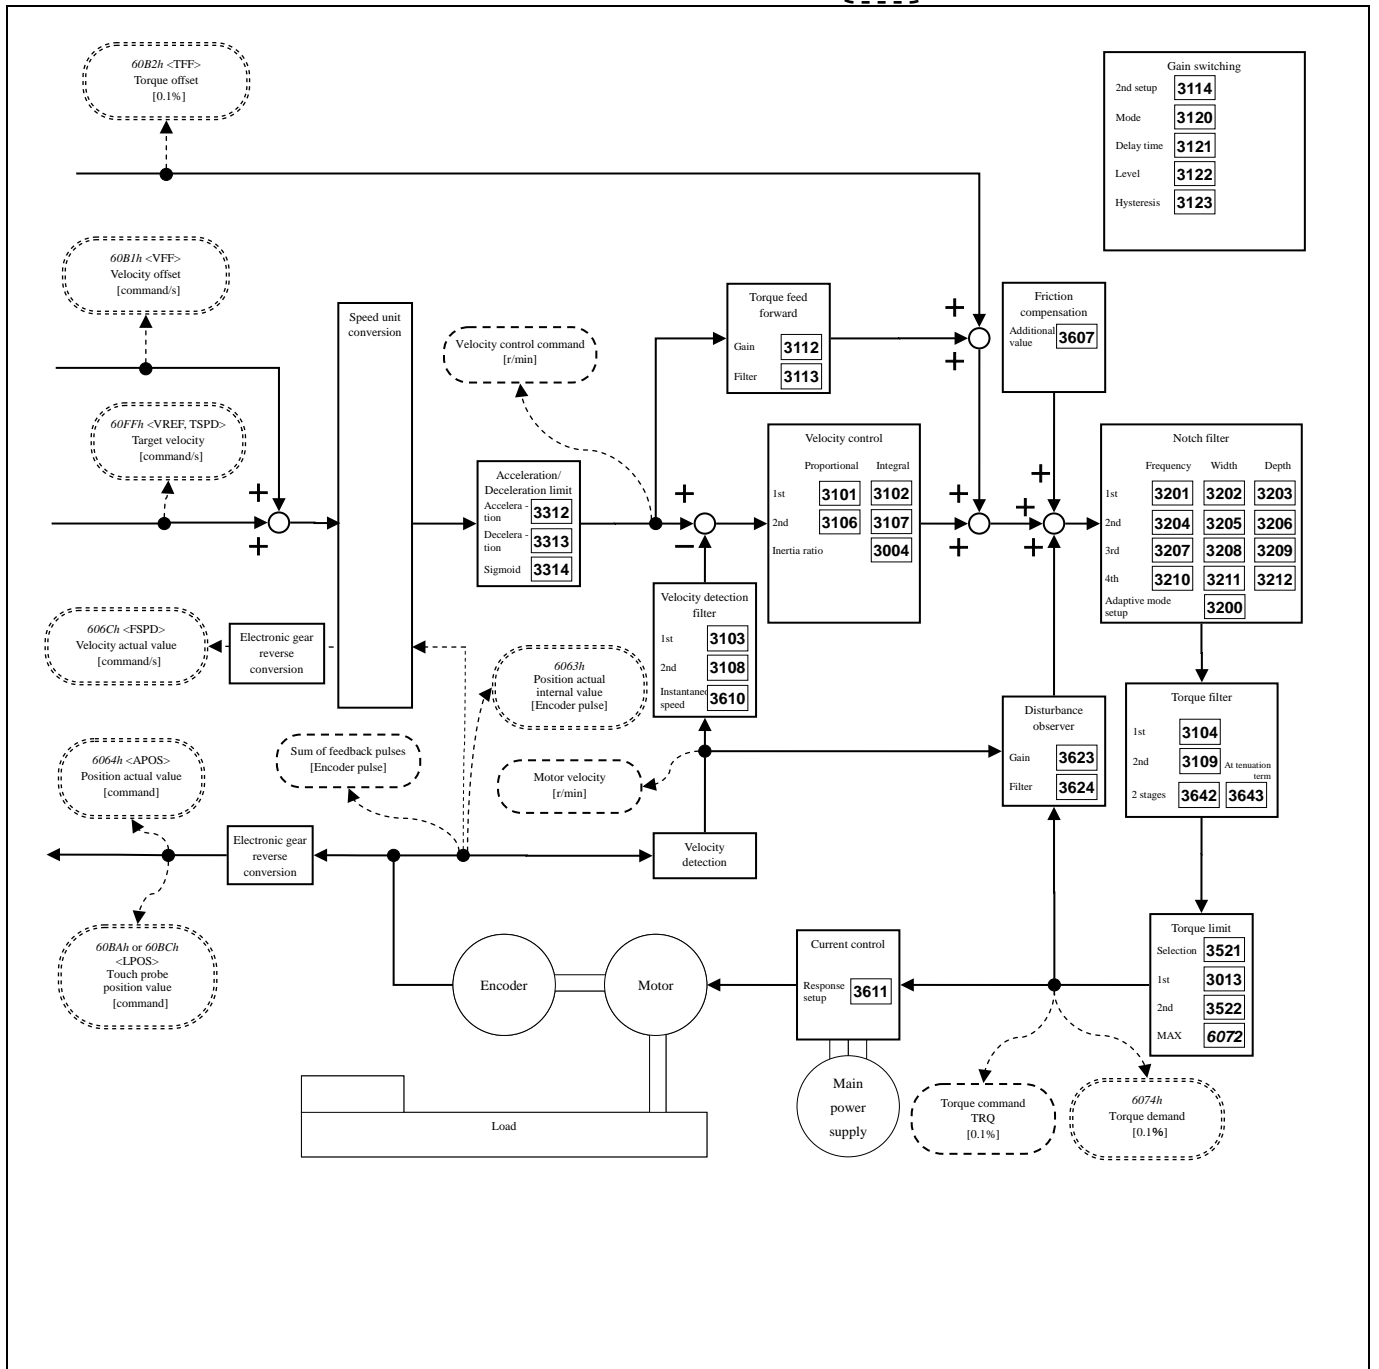 60B2h <TFF>
Torque offset
[0.1%]
Gain switching
2nd setup 3114
Mode 3120
Delay time 3121
Level 3122
Hysteresis 3123
60B1h <VFF>
Velocity offset
[command/s]
Speed unit
conversion
Velocity control command
[r/min]
Torque feed
forward
Gain 3112
Filter 3113
+
+
Friction
compensation
Additional
value 3607
60FFh <VREF, TSPD>
Target velocity
[command/s]
+
+
Acceleration/
Deceleration limit
Accelera -
tion 3312
Decelera -
tion 3313
Sigmoid 3314
+
−
Velocity control
Proportional Integral
1st 3101 3102
2nd 3106 3107
Inertia ratio 3004
+
+
+
+
+
Notch filter
Frequency Width Depth
1st 3201 3202 3203
2nd 3204 3205 3206
3rd 3207 3208 3209
4th 3210 3211 3212
Adaptive mode
setup 3200
606Ch <FSPD>
Velocity actual value
[command/s]
Electronic gear
reverse
conversion
6063h
Position actual
internal value
[Encoder pulse]
Velocity detection
filter
1st 3103
2nd 3108
Instantaneo
speed 3610
Torque filter
1st 3104
2nd 3109 At tenuation
term
2 stages 3642 3643
Disturbance
observer
Gain 3623
Filter 3624
6064h <APOS>
Position actual value
[command]
Sum of feedback pulses
[Encoder pulse]
Motor velocity
[r/min]
Electronic gear
reverse
conversion
Velocity
detection
60BAh or 60BCh
<LPOS>
Touch probe
position value
[command]
Encoder
Motor
Current control
Response
setup 3611
Torque limit
Selection 3521
1st 3013
2nd 3522
MAX 6072
Main
power
supply
Load
Torque command
TRQ
[0.1%]
6074h
Torque demand
[0.1%]